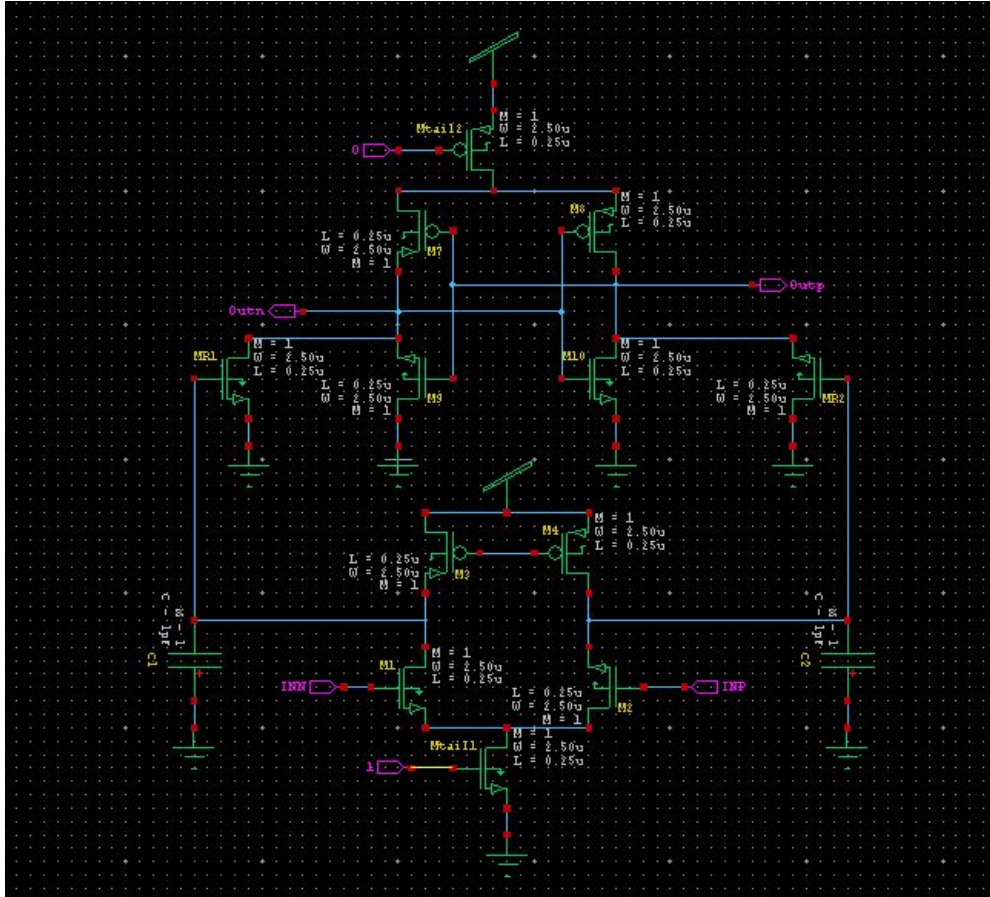 M = 1
W = 2.50u
L = 0.25u
Mtail2
0
M = 1
W = 2.50u
L = 0.25u
M8
L = 0.25u
W = 2.50u
M = 1
M7
Outp
Outn
M = 1
W = 2.50u
L = 0.25u
MR1
L = 0.25u
W = 2.50u
M = 1
M9
M = 1
W = 2.50u
L = 0.25u
M10
L = 0.25u
W = 2.50u
M = 1
MR2
M = 1
W = 2.50u
L = 0.25u
M4
L = 0.25u
W = 2.50u
M = 1
M3
M = 1
C = 1pF
C1
M = 1
C = 1pF
C2
M = 1
W = 2.50u
L = 0.25u
M1
INN
L = 0.25u
W = 2.50u
M = 1
M2
INP
M = 1
W = 2.50u
L = 0.25u
Mtail1
1